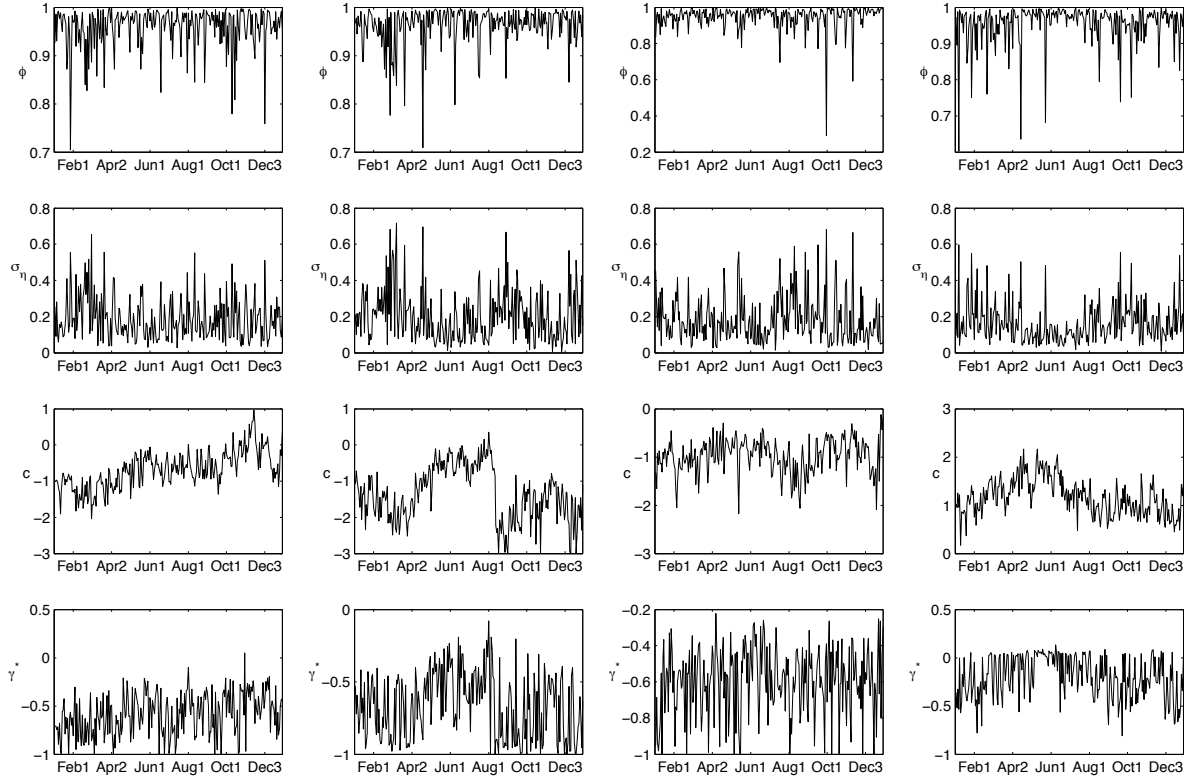 1 1 1 1
0.9 0.9 0.8 0.9
ϕ ϕ ϕ ϕ
0.8 0.8 0.6 0.8
0.4 0.7
0.7 0.7 0.2
Feb1 Apr2 Jun1 Aug1 Oct1 Dec3 Feb1 Apr2 Jun1 Aug1 Oct1 Dec3 Feb1 Apr2 Jun1 Aug1 Oct1 Dec3 Feb1 Apr2 Jun1 Aug1 Oct1 Dec3
0.8 0.8 0.8 0.8
0.6 0.6 0.6 0.6
ση ση ση ση
0.4 0.4 0.4 0.4
0.2 0.2 0.2 0.2
0 0 0 0
Feb1 Apr2 Jun1 Aug1 Oct1 Dec3 Feb1 Apr2 Jun1 Aug1 Oct1 Dec3 Feb1 Apr2 Jun1 Aug1 Oct1 Dec3 Feb1 Apr2 Jun1 Aug1 Oct1 Dec3
1 1 0 3
0 0 −1 2
c c c c
−1 −1 −2 1
−2 −2
−3 −3 −3 0
Feb1 Apr2 Jun1 Aug1 Oct1 Dec3 Feb1 Apr2 Jun1 Aug1 Oct1 Dec3 Feb1 Apr2 Jun1 Aug1 Oct1 Dec3 Feb1 Apr2 Jun1 Aug1 Oct1 Dec3
0.5 0 −0.2 0.5
0 −0.4 0
γ* γ* γ* γ*
−0.5 −0.6
−0.5 −0.8 −0.5
−1 −1 −1 −1
Feb1 Apr2 Jun1 Aug1 Oct1 Dec3 Feb1 Apr2 Jun1 Aug1 Oct1 Dec3 Feb1 Apr2 Jun1 Aug1 Oct1 Dec3 Feb1 Apr2 Jun1 Aug1 Oct1 Dec3